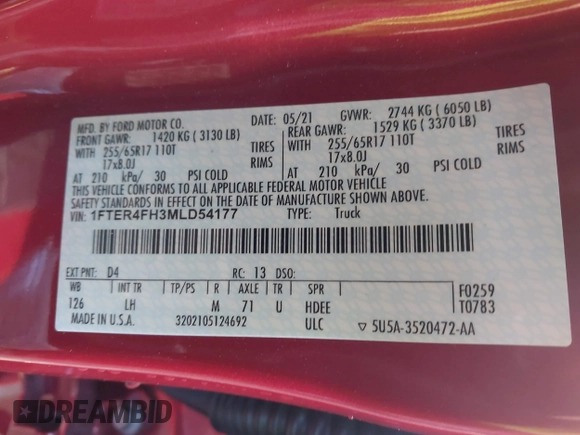 MFD. BY FORD MOTOR CO.
DATE: 05/21 GVWR: 2744 KG ( 6050 LB)
FRONT GAWR: 1420 KG ( 3130 LB)
REAR GAWR: 1529 KG ( 3370 LB)
WITH 255/65R17 110T TIRES
WITH 255/65R17 110T TIRES
17x8.0J RIMS
17x8.0J RIMS
AT 210 kPa/ 30 PSI COLD
AT 210 kPa/ 30 PSI COLD
THIS VEHICLE CONFORMS TO ALL APPLICABLE FEDERAL MOTOR VEHICLE
SAFETY STANDARDS IN EFFECT ON THE DATE OF MANUFACTURE SHOWN ABOVE.
VIN: 1FTER4FH3MLD54177 TYPE: Truck
EXT PNT: D4 RC: 13 DSO:
WB INT TR TP/PS R AXLE TR SPR
126 LH M 71 U HDEE
F0259
T0783
U.S.A. 3202105124692 ULC ▽ 5U5A-3520472-AA
DREAMBID